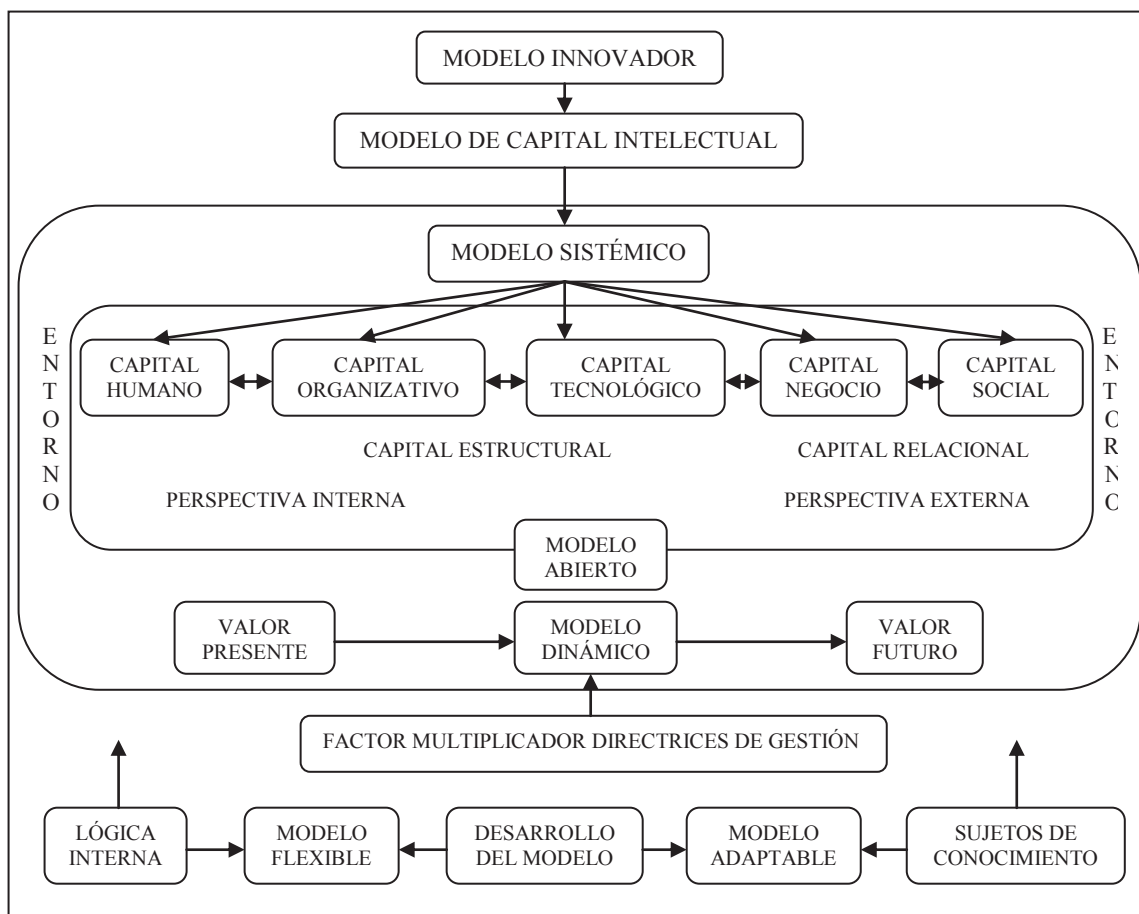 MODELO INNOVADOR
MODELO DE CAPITAL INTELECTUAL
MODELO SISTÉMICO
ENTORNO
CAPITAL
HUMANO
CAPITAL
ORGANIZATIVO
CAPITAL
TECNOLÓGICO
CAPITAL
NEGOCIO
CAPITAL
SOCIAL
ENTORNO
CAPITAL ESTRUCTURAL
CAPITAL RELACIONAL
PERSPECTIVA INTERNA
PERSPECTIVA EXTERNA
MODELO
ABIERTO
VALOR
PRESENTE
MODELO
DINÁMICO
VALOR
FUTURO
FACTOR MULTIPLICADOR DIRECTRICES DE GESTIÓN
LÓGICA
INTERNA
MODELO
FLEXIBLE
DESARROLLO
DEL MODELO
MODELO
ADAPTABLE
SUJETOS DE
CONOCIMIENTO